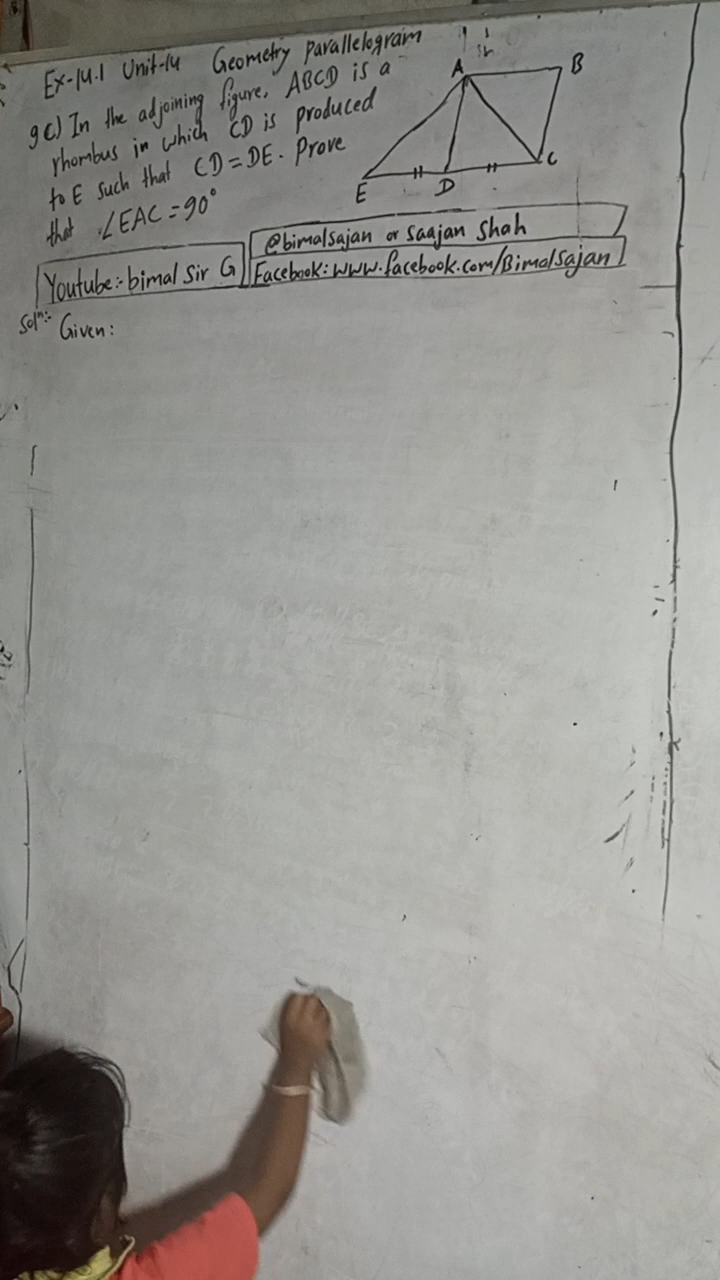 Ex-14.1 Unit-14 Geometry parallelogram
9c) In the adjoining figure, ABCD is a
rhombus in which CD is produced
to E such that CD=DE. Prove
that ∠EAC=90°
A
B
E
D
C
Youtube:- bimal Sir G
@bimalsajan or saajan Shah
Facebook: www.facebook.com/Bimalsajan
Solⁿ:- Given: